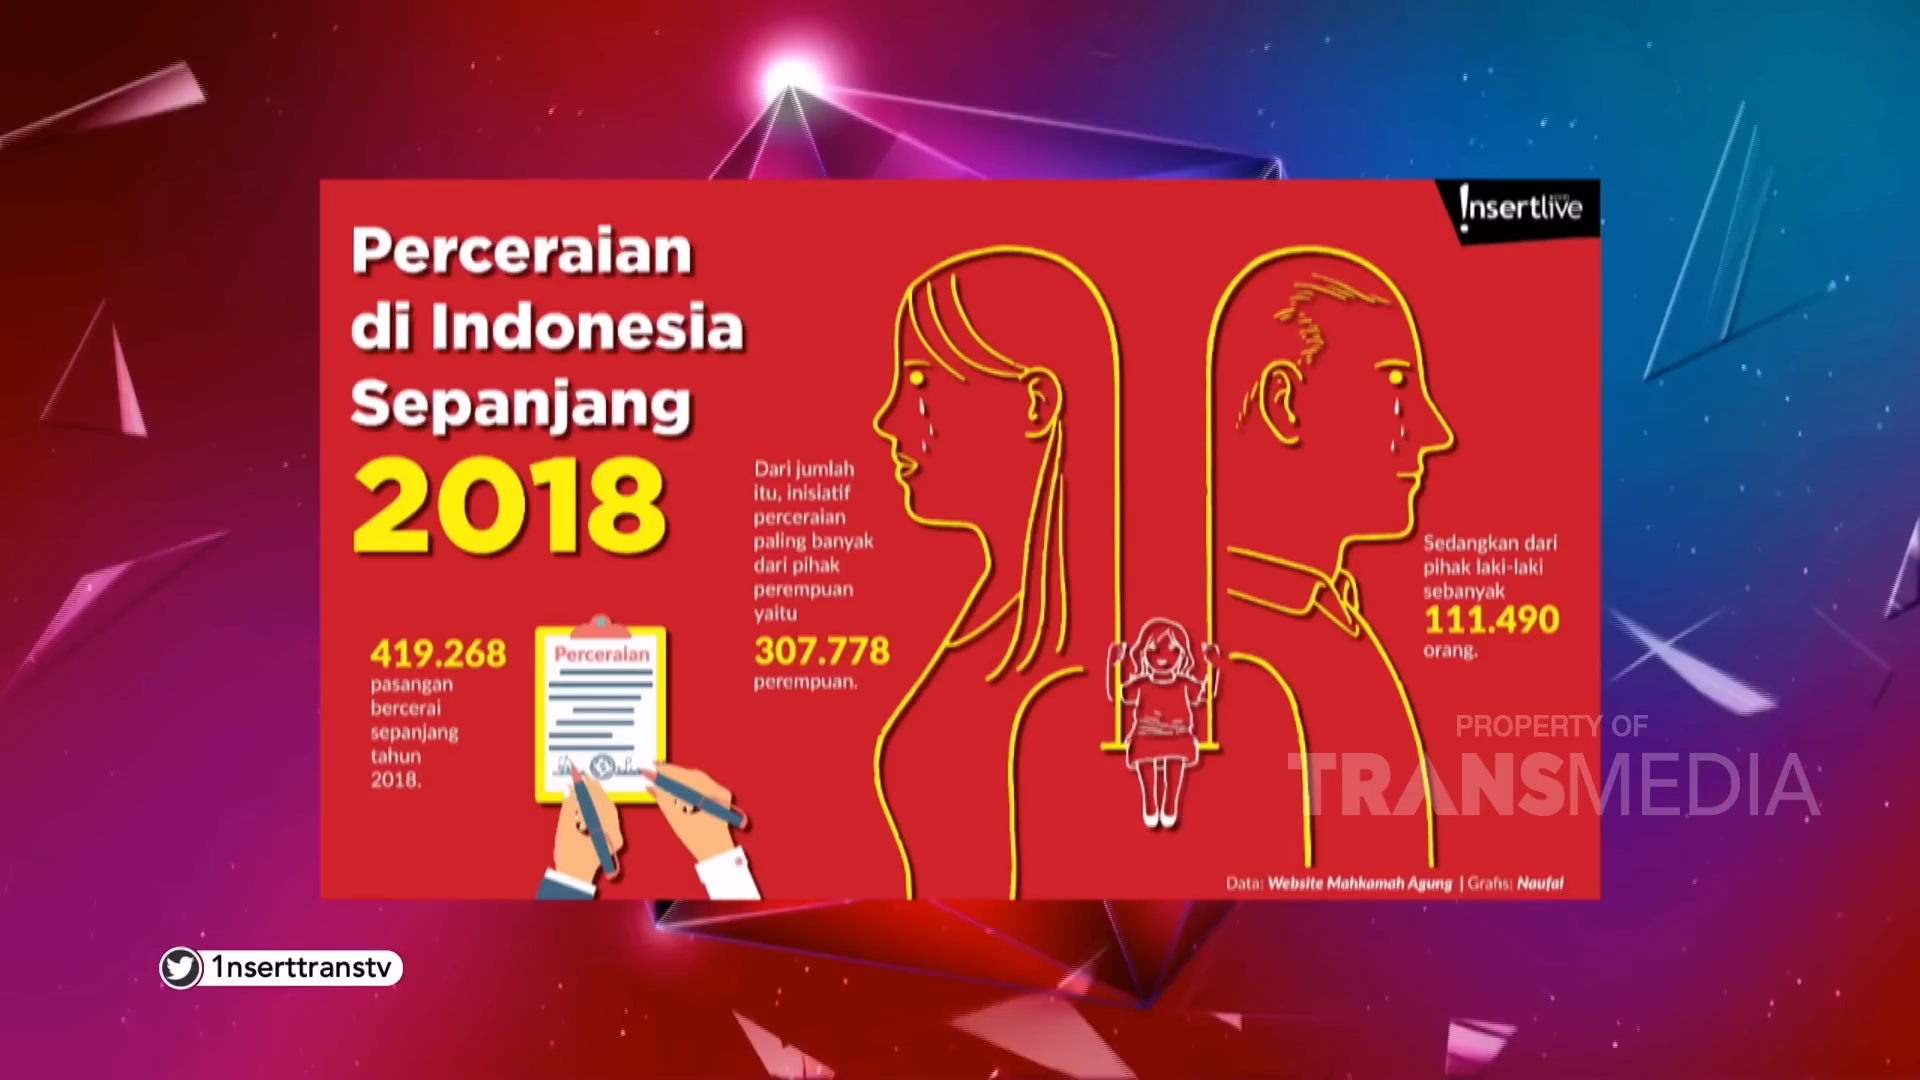 !nsertlive
Perceraian
di Indonesia
Sepanjang
2018
419.268
pasangan
bercerai
sepanjang
tahun
2018.
Perceraian
Dari jumlah
itu, inisiatif
perceraian
paling banyak
dari pihak
perempuan
yaitu
307.778
perempuan.
Sedangkan dari
pihak laki-laki
sebanyak
111.490
orang.
PROPERTY OF
TRANSMEDIA
Data: Website Mahkamah Agung | Grafis: Naufal
1nserttranstv